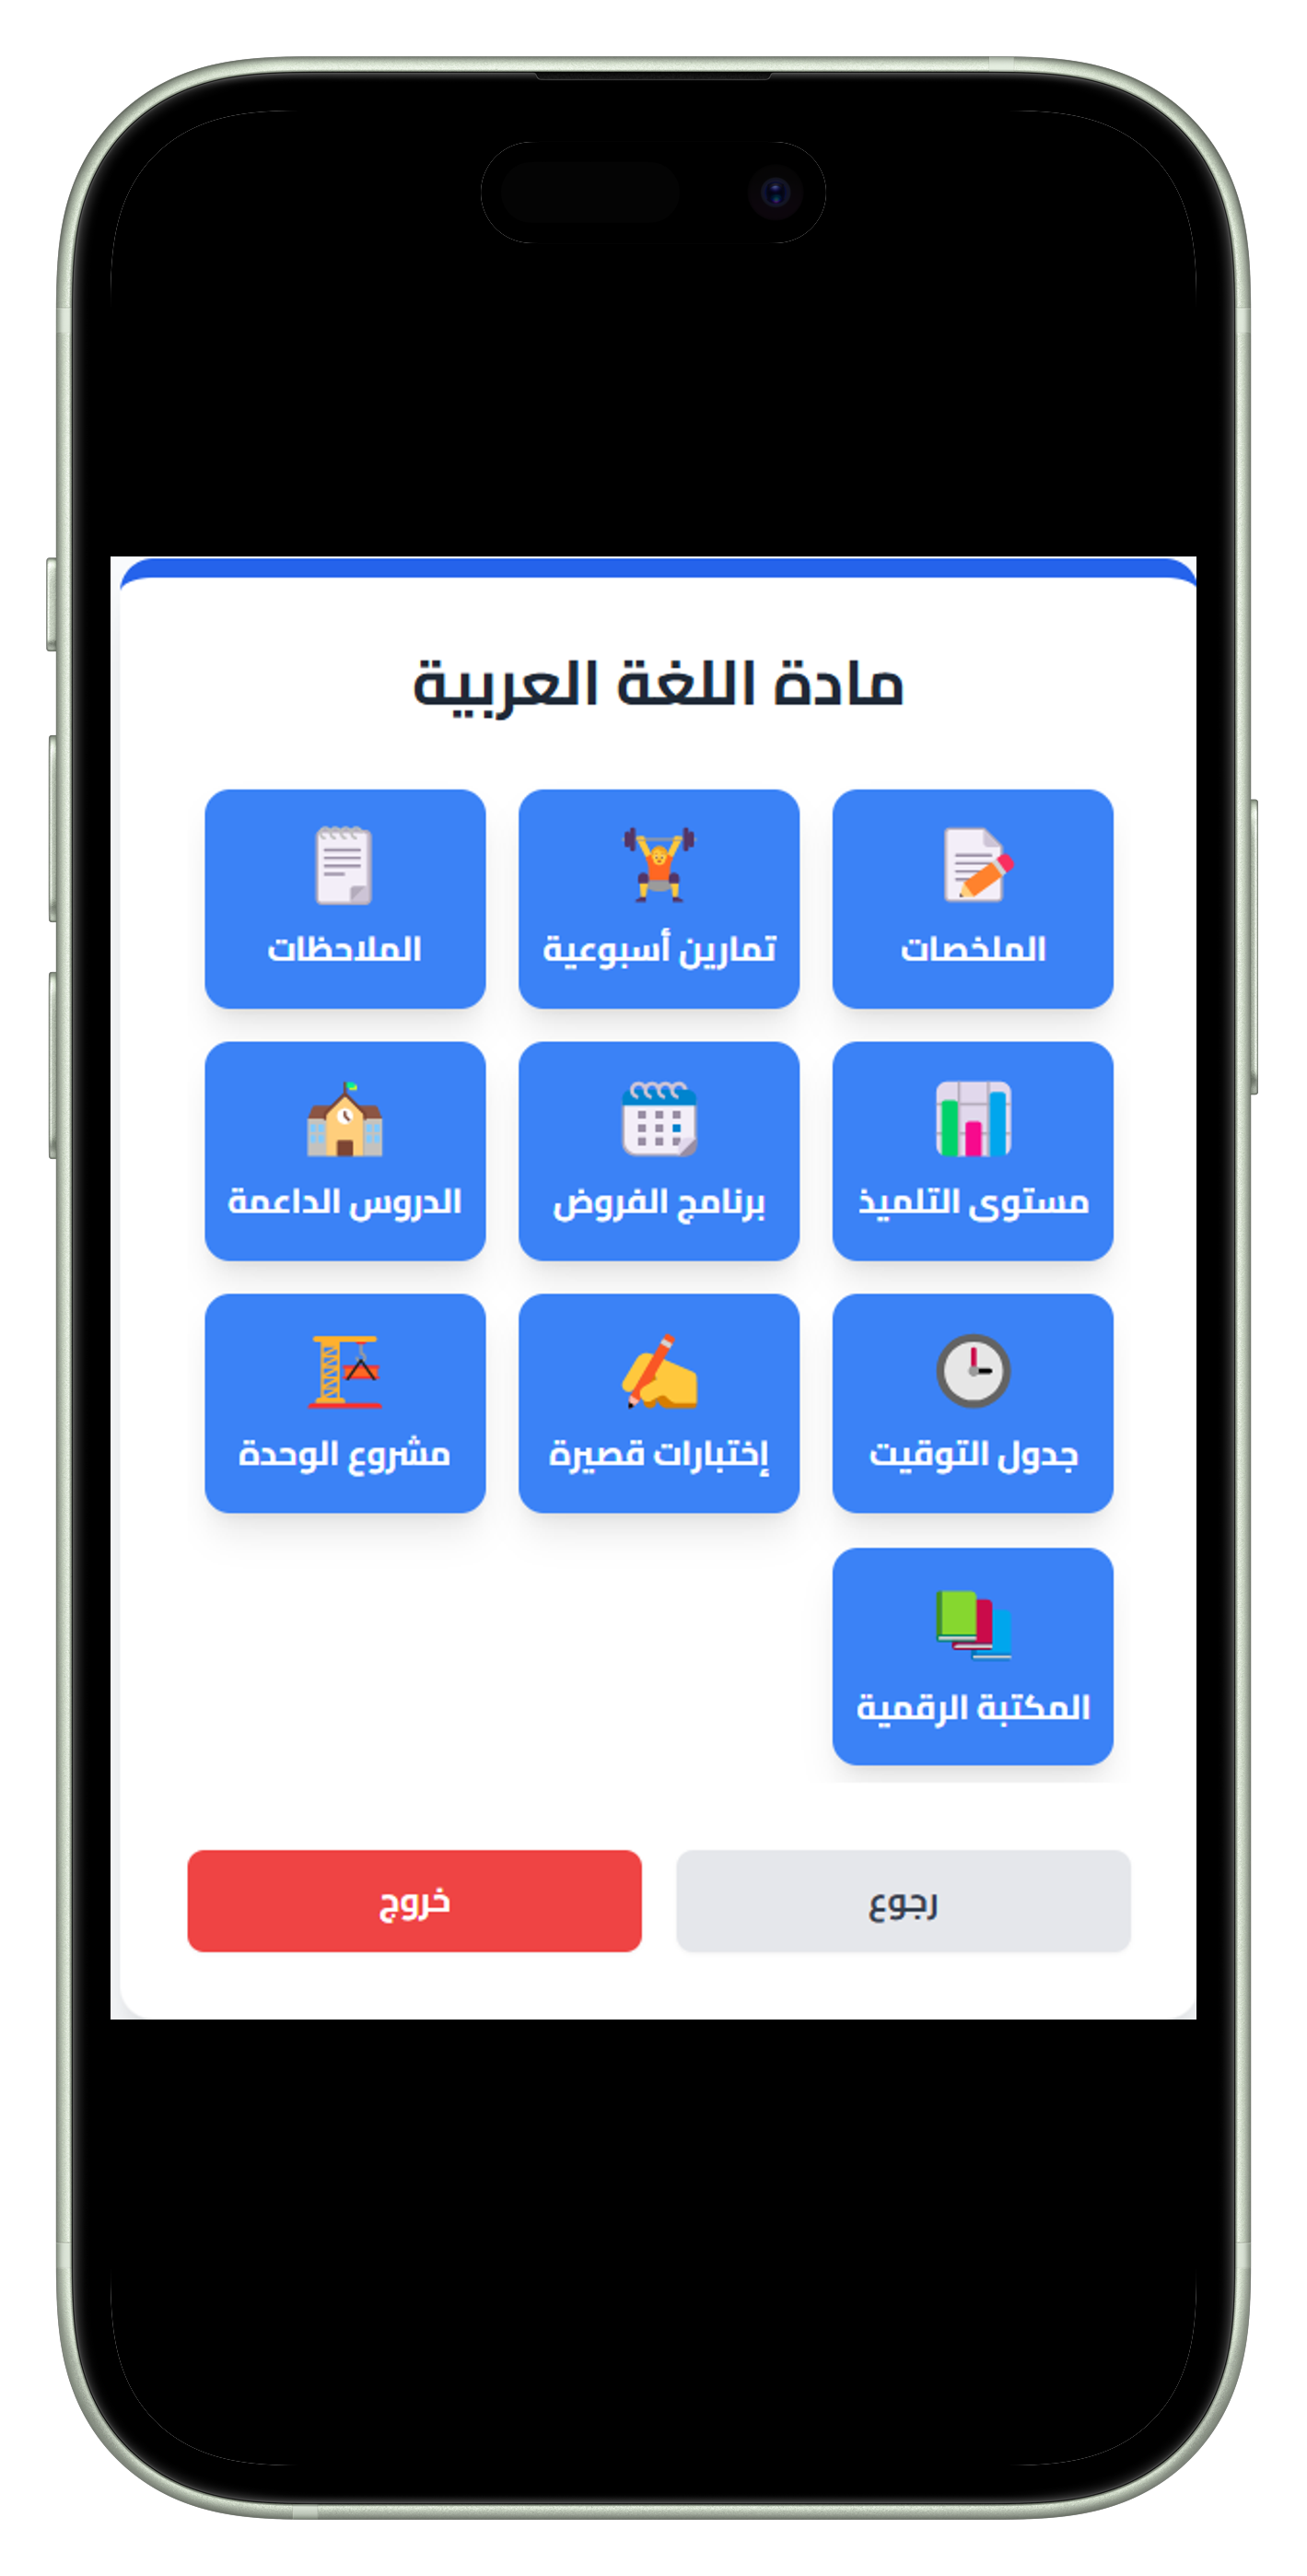 مادة اللغة العربية
الملخصات
تمارين أسبوعية
الملاحظات
مستوى التلميذ
برنامج الفروض
الدروس الداعمة
جدول التوقيت
إختبارات قصيرة
مشروع الوحدة
المكتبة الرقمية
رجوع
خروج